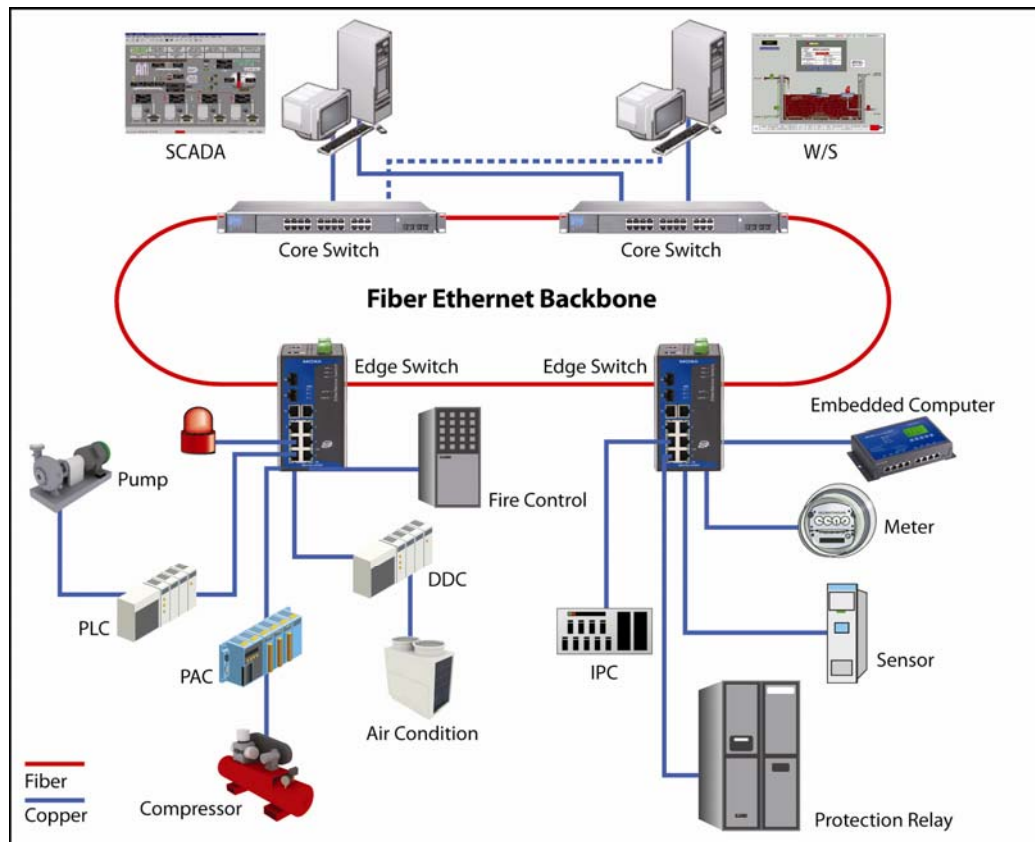 SCADA
W/S
Core Switch
Core Switch
Fiber Ethernet Backbone
Edge Switch
Edge Switch
Embedded Computer
Pump
Fire Control
Meter
DDC
PLC
PAC
IPC
Sensor
Air Condition
Fiber
Compressor
Copper
Protection Relay